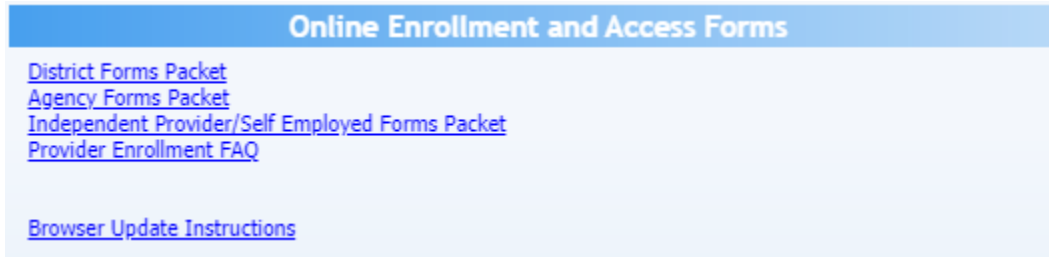 Online Enrollment and Access Forms
District Forms Packet
Agency Forms Packet
Independent Provider/Self Employed Forms Packet
Provider Enrollment FAQ
Browser Update Instructions